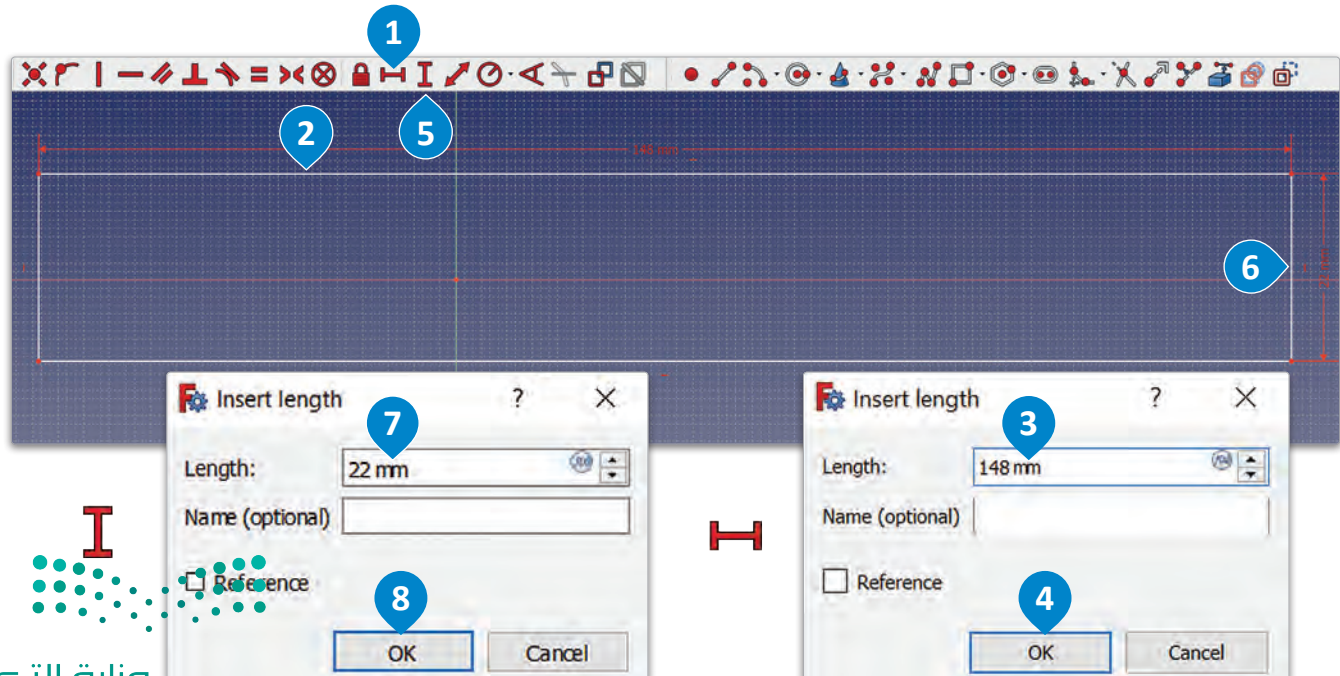 1
2
5
148 mm
6
Insert length ? ×
7
Length: 22 mm
Name (optional)
Reference
8
OK Cancel
Insert length ? ×
3
Length: 148 mm
Name (optional)
Reference
4
OK Cancel